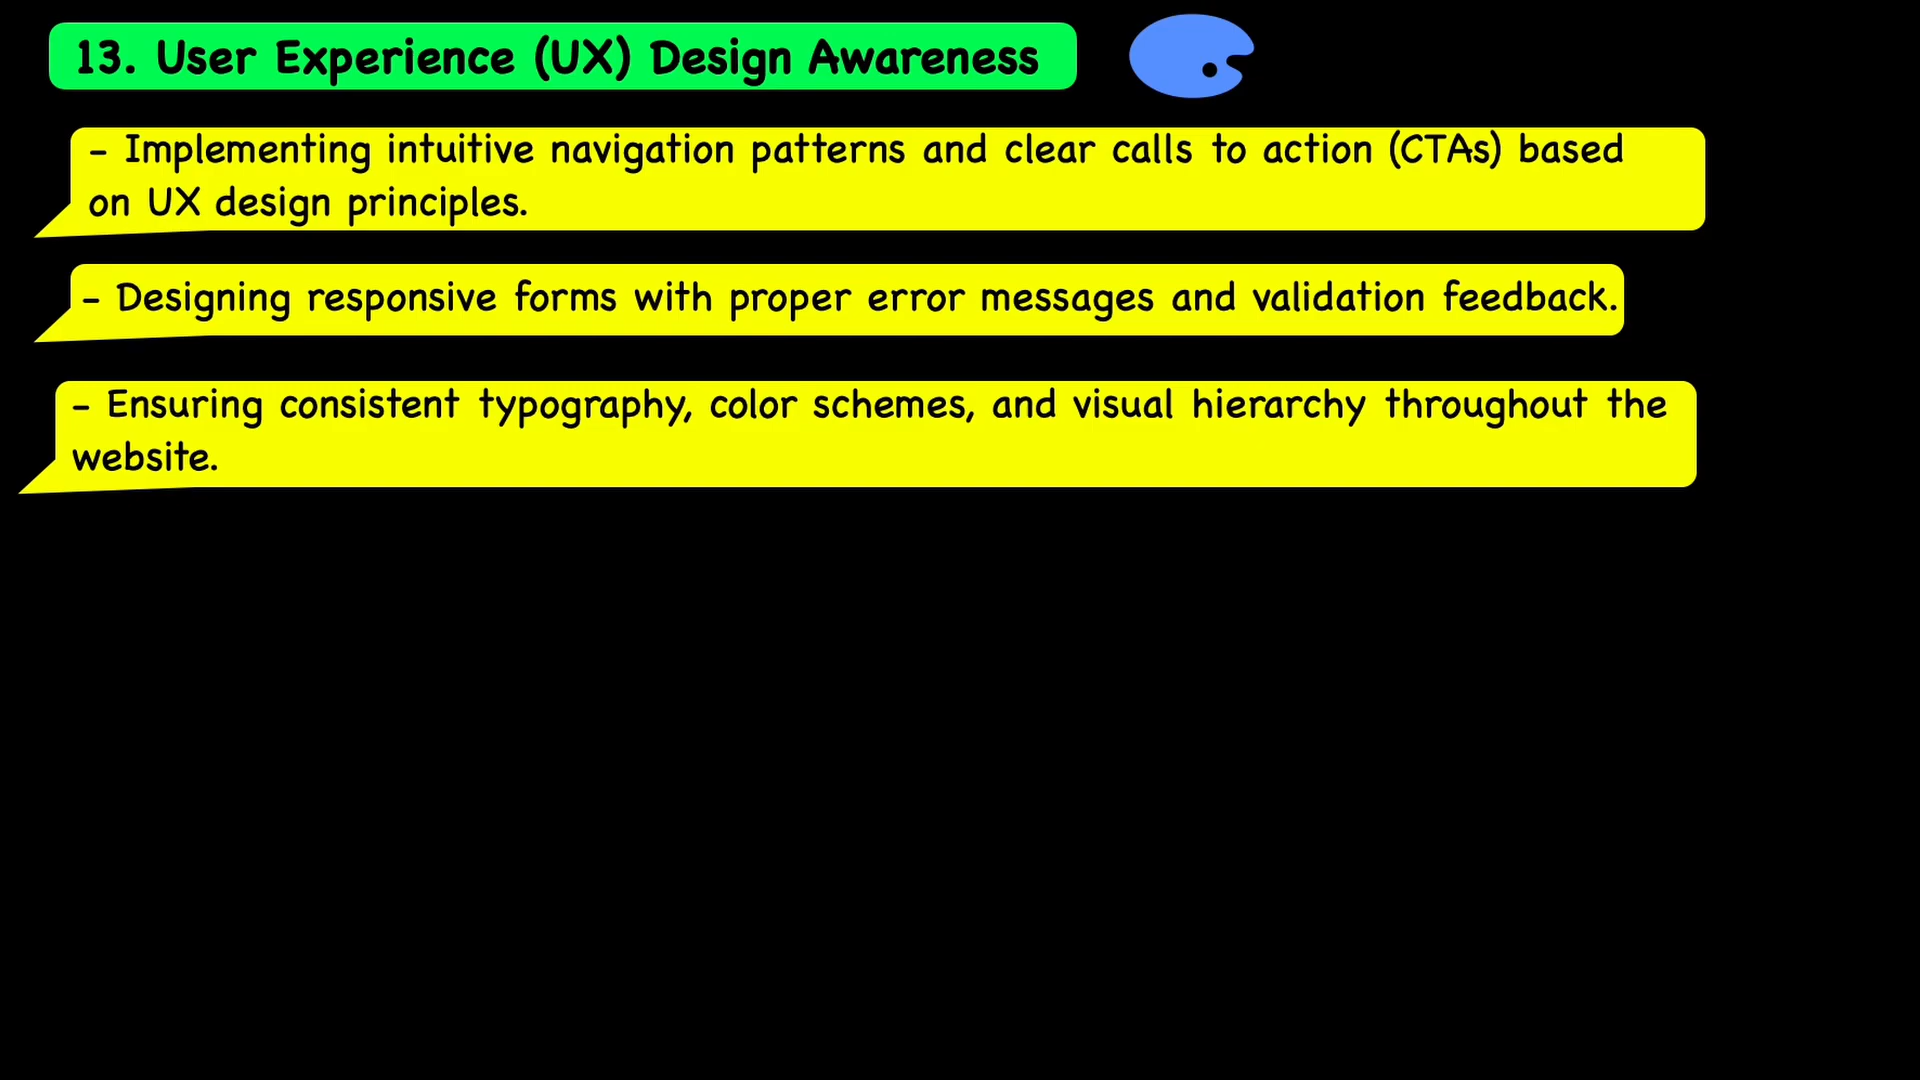 13. User Experience (UX) Design Awareness
- Implementing intuitive navigation patterns and clear calls to action (CTAs) based
on UX design principles.
- Designing responsive forms with proper error messages and validation feedback.
- Ensuring consistent typography, color schemes, and visual hierarchy throughout the
website.